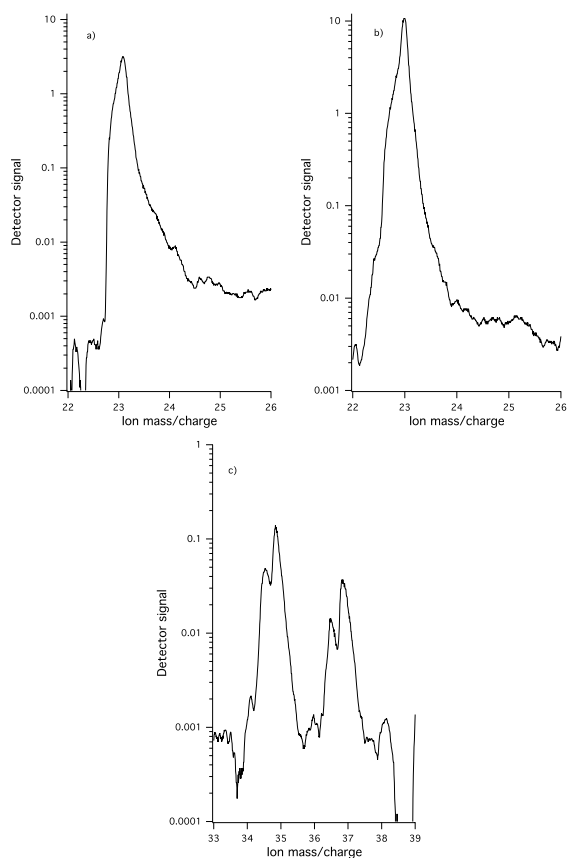 a)
10
1
0.1
0.01
0.001
0.0001
Detector signal
22 23 24 25 26
Ion mass/charge
b)
10
1
0.1
0.01
0.001
Detector signal
22 23 24 25 26
Ion mass/charge
c)
1
0.1
0.01
0.001
0.0001
Detector signal
33 34 35 36 37 38 39
Ion mass/charge